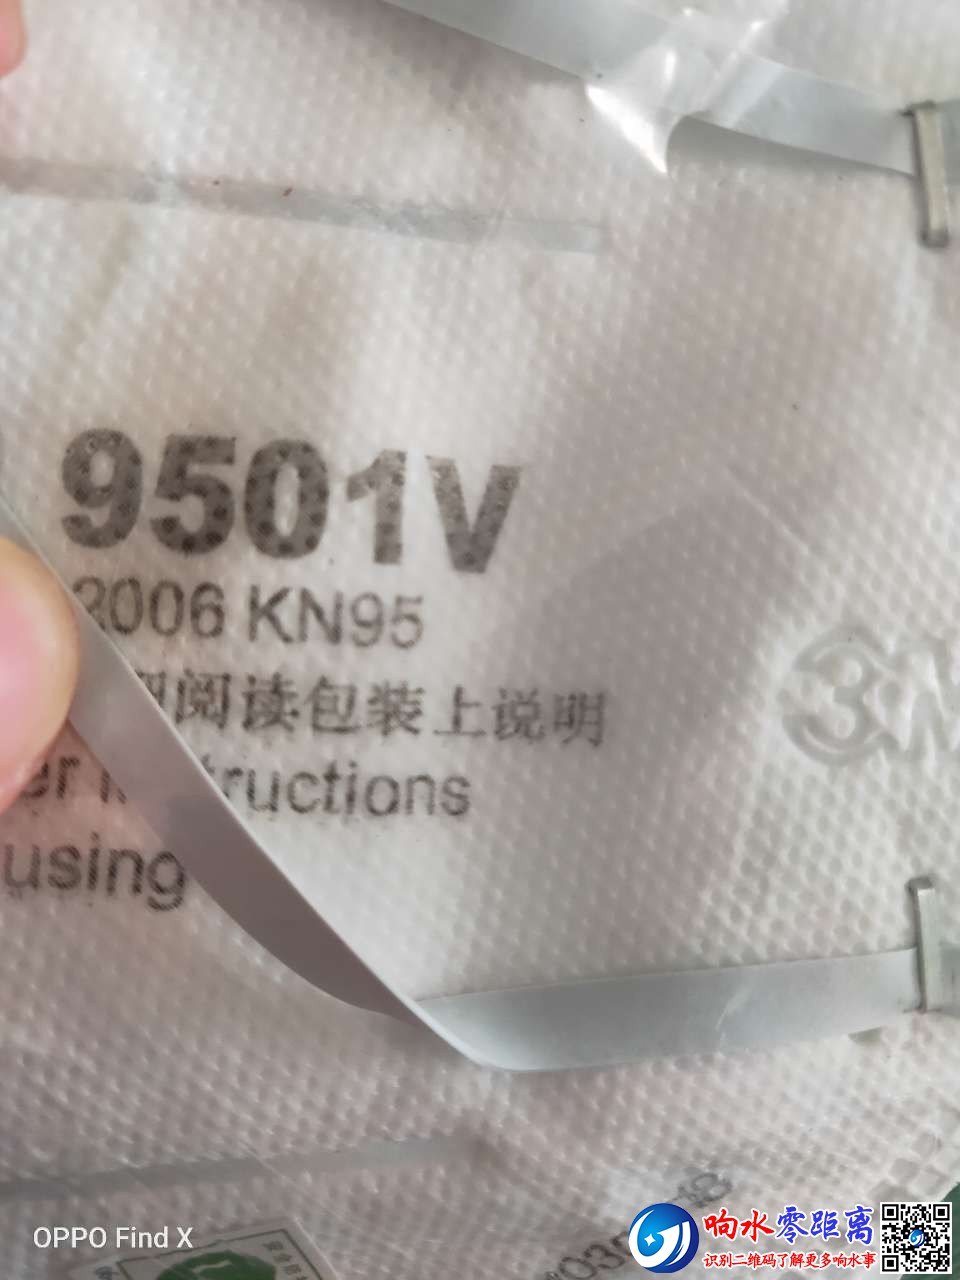 9501V
2006 KN95
阅读包装上说明
using
3M
OPPO Find X
响水零距离
识别二维码了解更多响水事